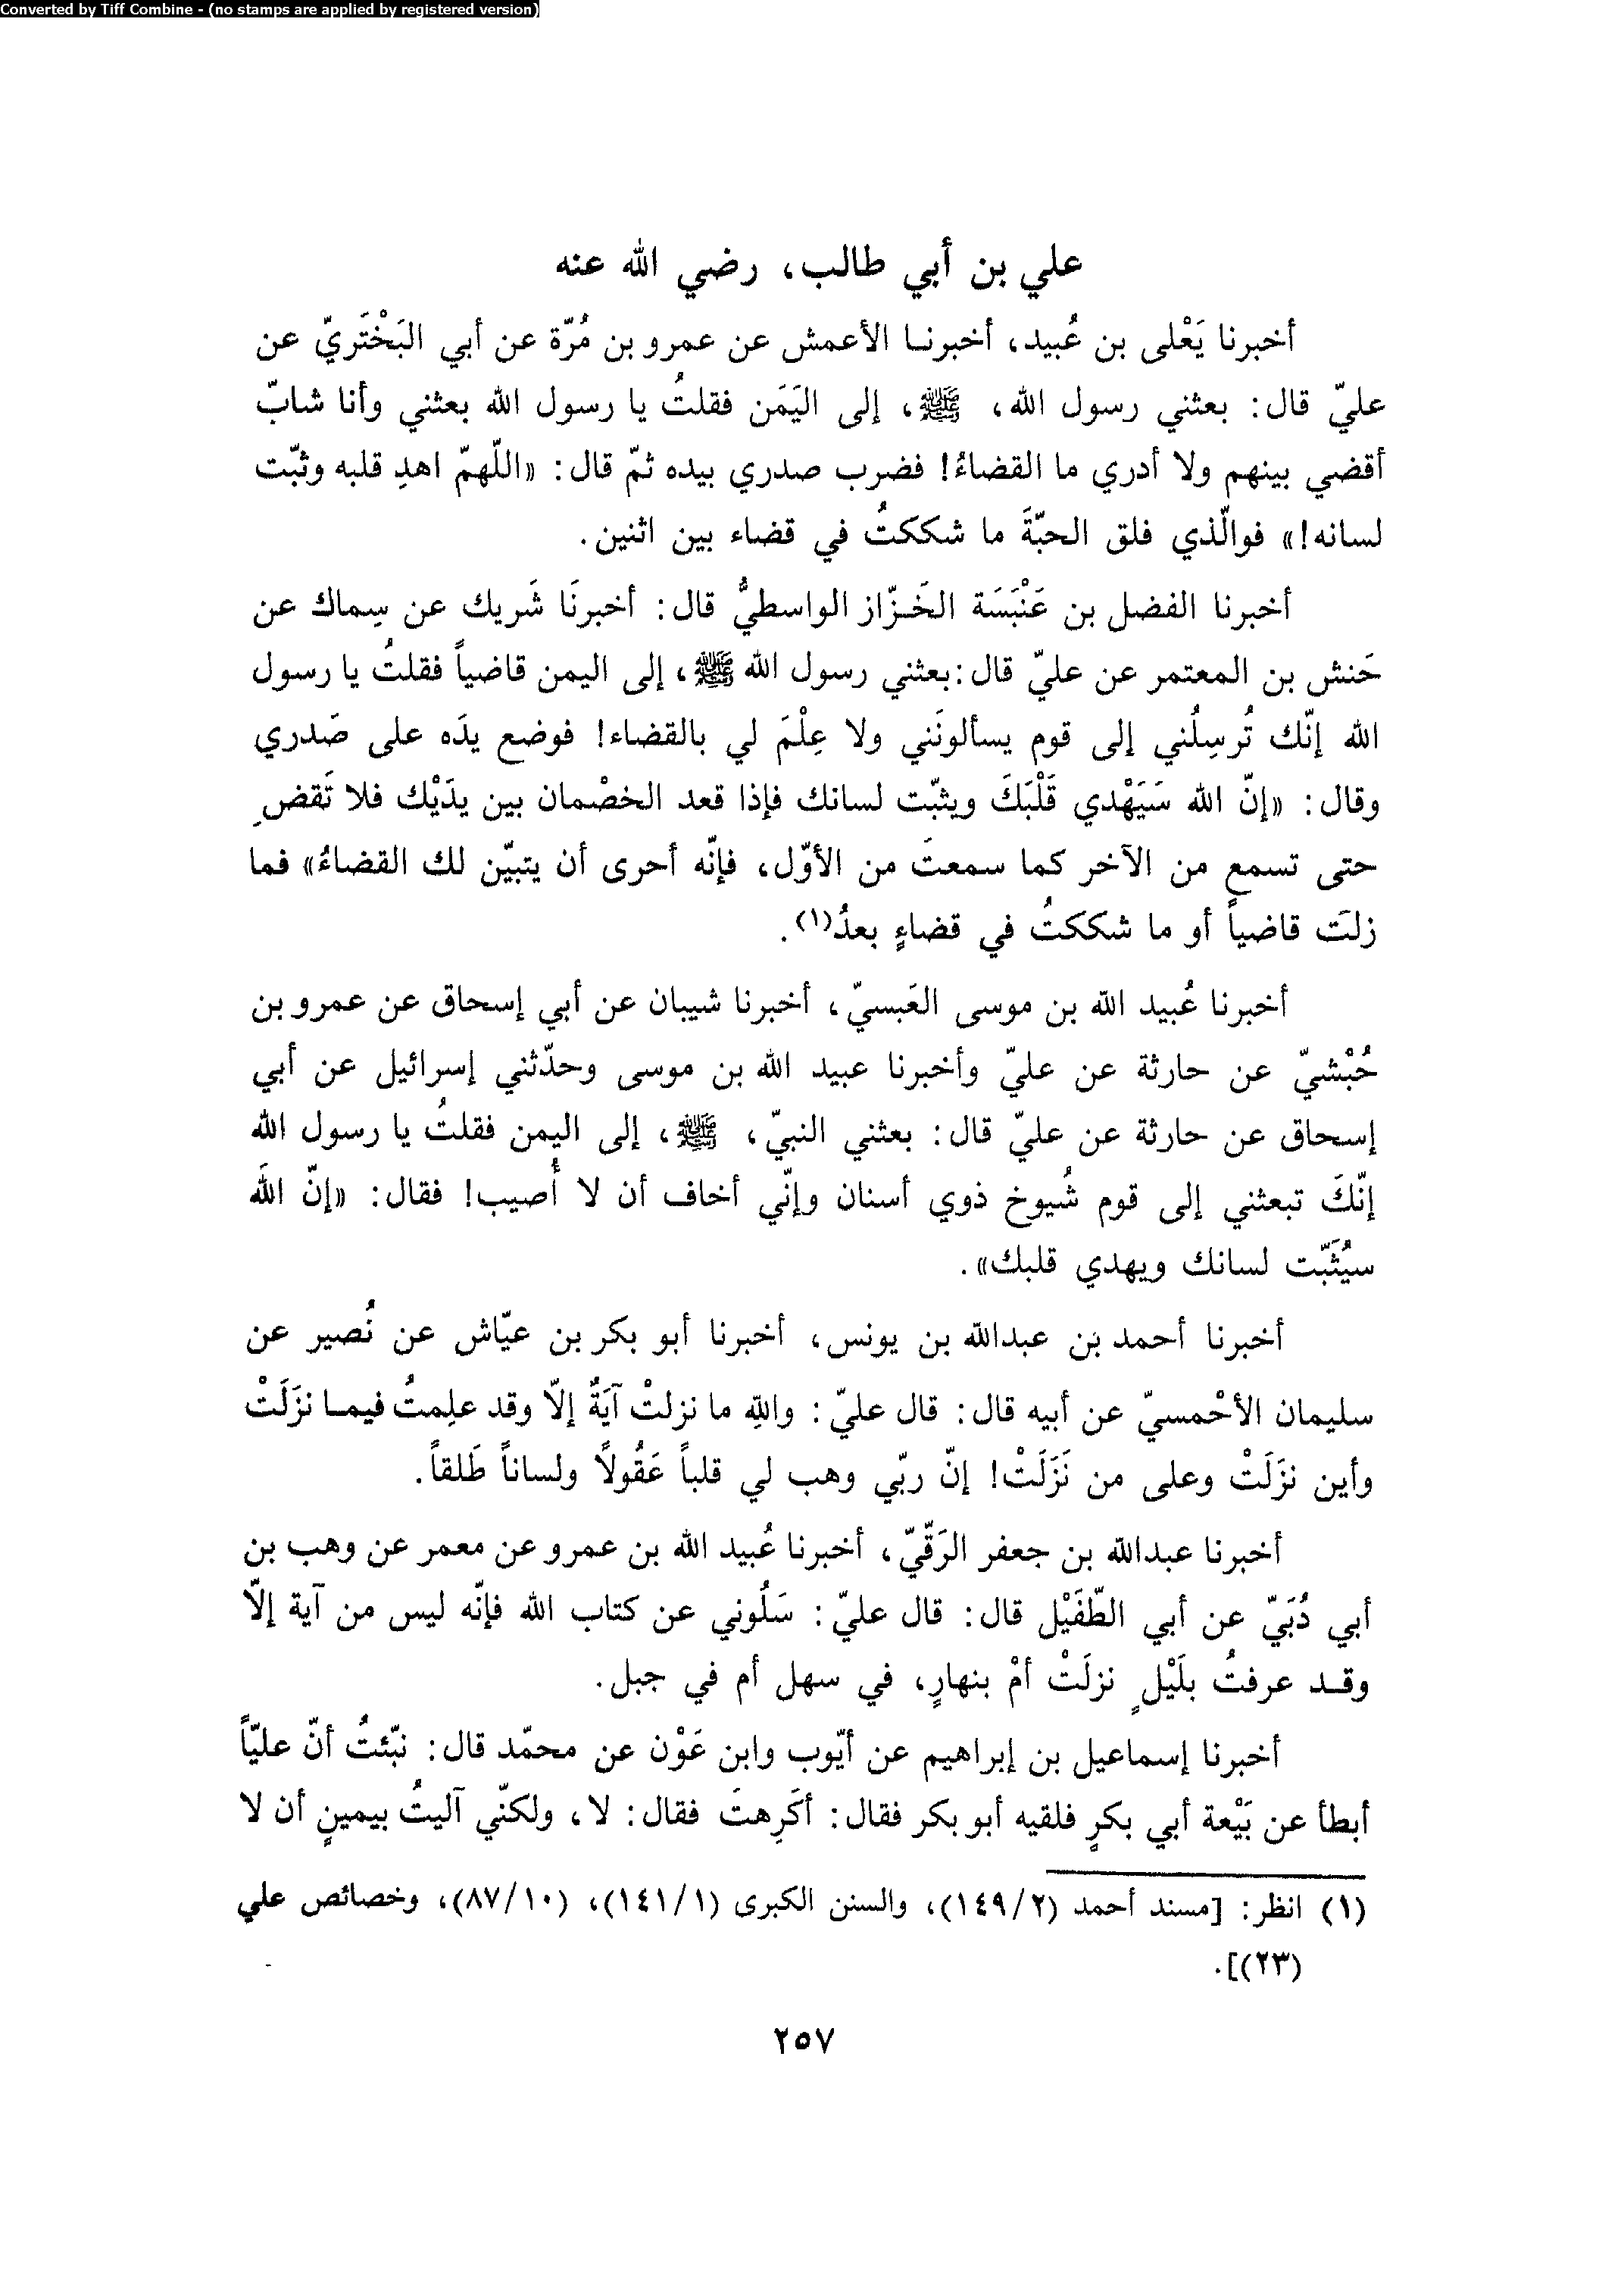 Converted by Tiff Combine - (no stamps are applied by registered version)
علي بن أبي طالب، رضي الله عنه
أخبرنا يَعْلى بن عُبيد، أخبرنا الأعمش عن عمرو بن مُرّة عن أبي البَخْتَريّ عن
عليّ قال: بعثني رسول الله، ﷺ، إلى اليَمَن فقلتُ يا رسول الله بعثني وأنا شابّ
أقضي بينهم ولا أدري ما القضاءُ! فضرب صدري بيده ثمّ قال: «اللّهمّ اهدِ قلبه وثبّت
لسانه!» فوالّذي فلق الحبّةَ ما شككتُ في قضاء بين اثنين.
أخبرنا الفضل بن عَنْبَسَة الخَزّاز الواسطيُّ قال: أخبرنَا شَريك عن سِماك عن
حَنش بن المعتمر عن عليّ قال: بعثني رسول الله ﷺ، إلى اليمن قاضياً فقلتُ يا رسول
الله إنّك تُرسِلُني إلى قوم يسألونَني ولا عِلْمَ لي بالقضاء! فوضع يدَه على صَدري
وقال: «إنّ الله سَيَهْدي قَلْبَكَ ويثبّت لسانك فإذا قعد الخصْمان بين يدَيْك فلا تَقضِ
حتى تسمع من الآخر كما سمعتَ من الأوّل، فإنّه أحرى أن يتبيّن لك القضاءُ» فما
زلتَ قاضياً أو ما شككتُ في قضاءٍ بعدُ(١).
أخبرنا عُبيد الله بن موسى العَبسيّ، أخبرنا شيبان عن أبي إسحاق عن عمرو بن
حُبْشيّ عن حارثة عن عليّ وأخبرنا عبيد الله بن موسى وحدّثني إسرائيل عن أبي
إسحاق عن حارثة عن عليّ قال: بعثني النبيّ، ﷺ، إلى اليمن فقلتُ يا رسول الله
إنّكَ تبعثني إلى قوم شُيوخ ذوي أسنان وإنّي أخاف أن لا أُصيب! فقال: «إنّ اللهَ
سيُثَبّت لسانك ويهدي قلبك».
أخبرنا أحمد بن عبدالله بن يونس، أخبرنا أبو بكر بن عيّاش عن نُصير عن
سليمان الأحْمسيّ عن أبيه قال: قال عليّ: واللهِ ما نزلتْ آيَةٌ إلّا وقد علِمتُ فيما نزَلَتْ
وأين نزَلَتْ وعلى من نَزَلَتْ! إنّ ربّي وهب لي قلباً عَقُولاً ولساناً طَلقاً.
أخبرنا عبدالله بن جعفر الرَقّيّ، أخبرنا عُبيد الله بن عمرو عن معمر عن وهب بن
أبي دُبَيّ عن أبي الطّفَيْل قال: قال عليّ: سَلُوني عن كتاب الله فإنّه ليس من آية إلّا
وقد عرفتُ بلَيْلٍ نزلَتْ أمْ بنهارٍ، في سهل أم في جبل.
أخبرنا إسماعيل بن إبراهيم عن أيّوب وابن عَوْن عن محمّد قال: نبّئتُ أنّ عليّاً
أبطأ عن بَيْعة أبي بكرٍ فلقيه أبو بكر فقال: أكَرِهتَ فقال: لا، ولكنّي آليتُ بيمينٍ أن لا
(١) انظر: [مسند أحمد (١٤٩/٢)، والسنن الكبرى (١٤١/١)، (٨٧/١٠)، وخصائص علي
(٢٣)].
٢٥٧